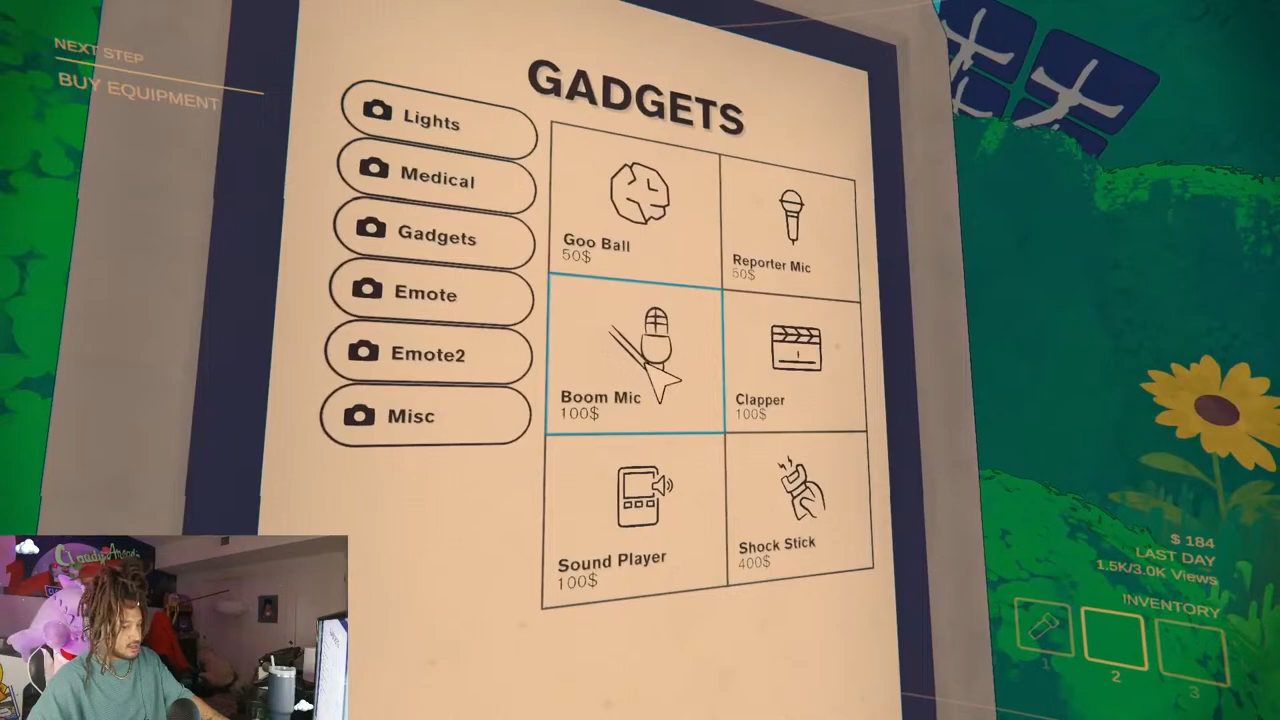 NEXT STEP
BUY EQUIPMENT
GADGETS
Lights
Medical
Gadgets
Emote
Emote2
Misc
Goo Ball
50$
Reporter Mic
50$
Boom Mic
100$
Clapper
100$
Sound Player
100$
Shock Stick
400$
$ 184
LAST DAY
1.5K/3.0K Views
INVENTORY
1
2
3